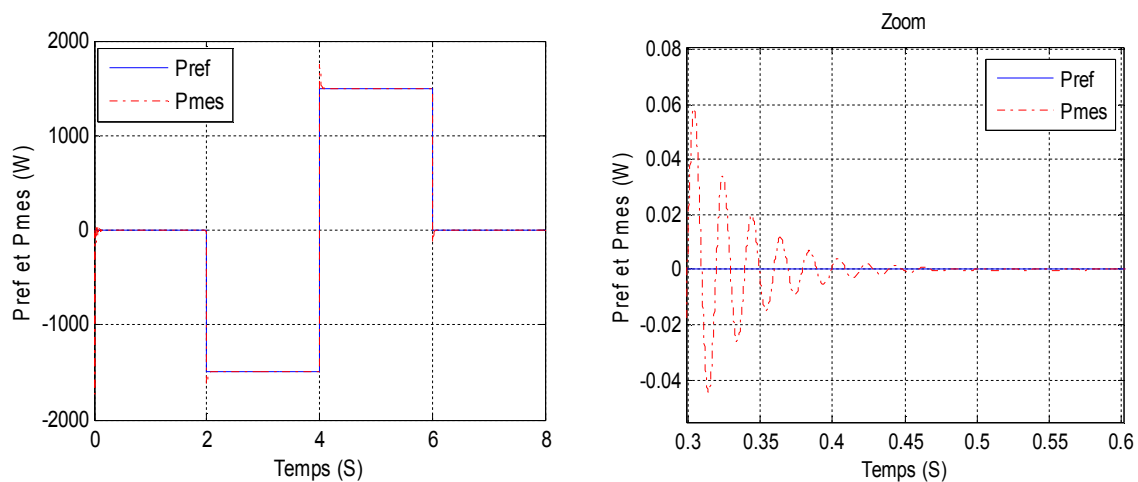 2000
1000
0
-1000
-2000
Pref et Pmes (W)
Pref
Pmes
0
2
4
6
8
Temps (S)
Zoom
0.08
0.06
0.04
0.02
0
-0.02
-0.04
Pref et Pmes (W)
Pref
Pmes
0.3
0.35
0.4
0.45
0.5
0.55
0.6
Temps (S)